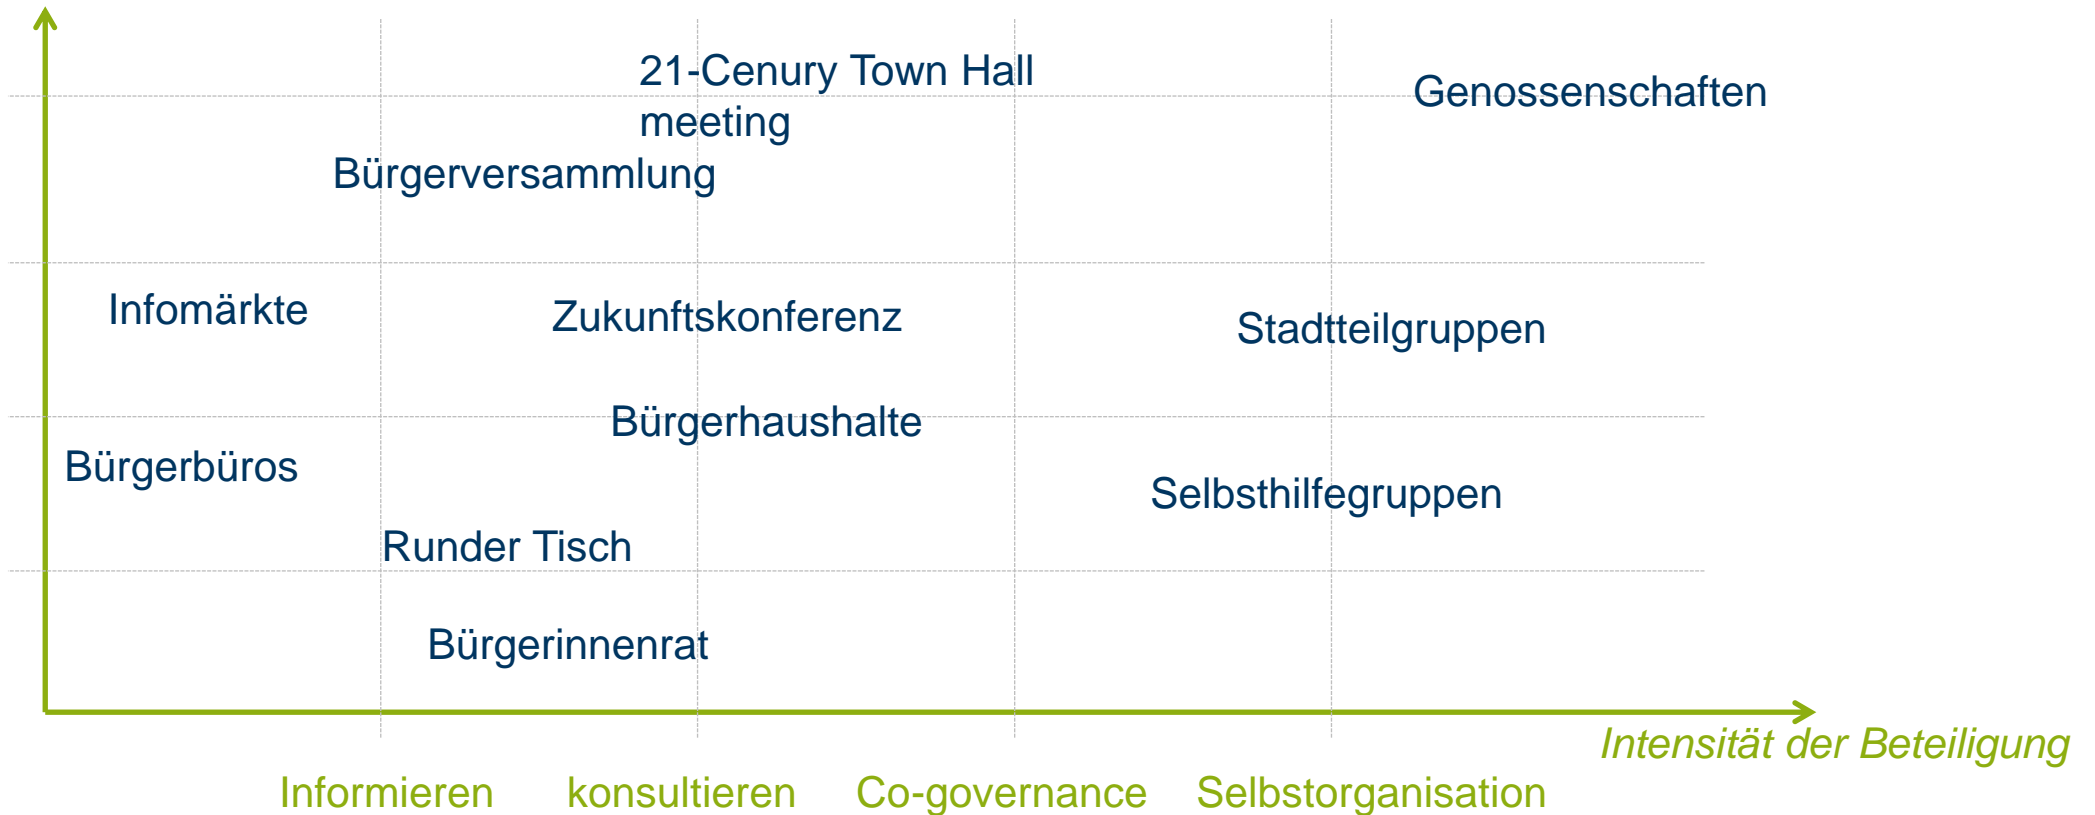 21-Cenury Town Hall
meeting
Genossenschaften
Bürgerversammlung
Infomärkte
Zukunftskonferenz
Stadtteilgruppen
Bürgerhaushalte
Bürgerbüros
Selbsthilfegruppen
Runder Tisch
Bürgerinnenrat
Intensität der Beteiligung
Informieren konsultieren Co-governance Selbstorganisation